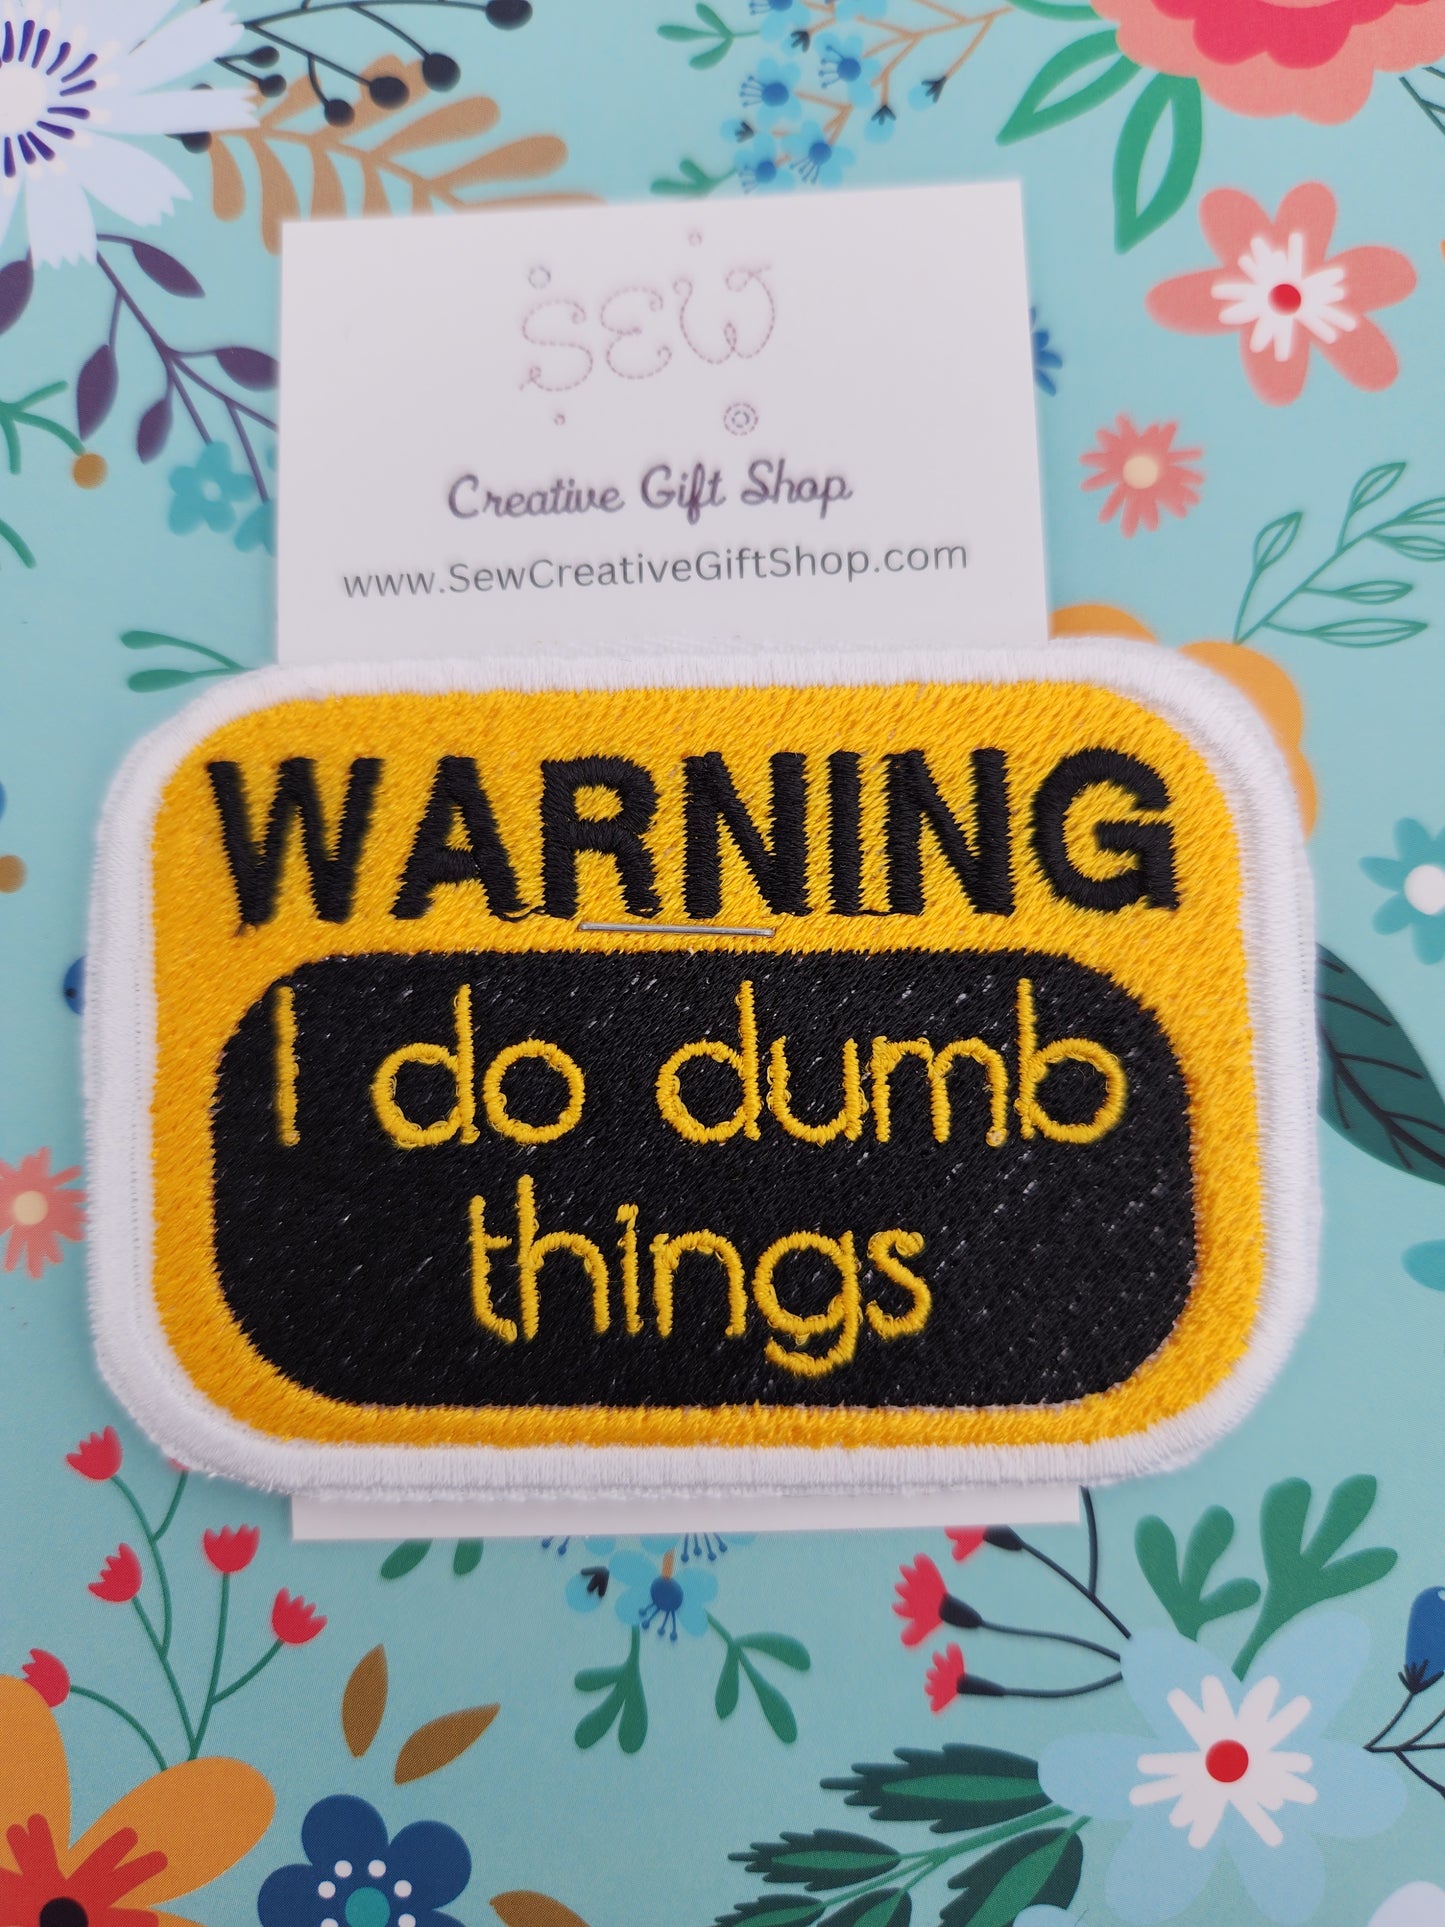 SEW
Creative Gift Shop
www.SewCreativeGiftShop.com
WARNING
I do dumb
things